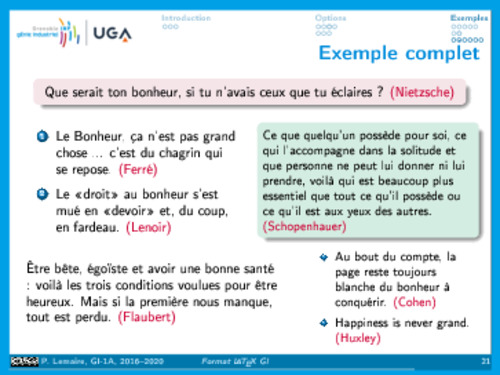 Grenoble
génie industriel
UGA
Introduction
Options
Exemples
Exemple complet
Que serait ton bonheur, si tu n'avais ceux que tu éclaires ? (Nietzsche)
1 Le Bonheur, ça n'est pas grand
chose ... c'est du chagrin qui
se repose. (Ferré)
2 Le «droit» au bonheur s'est
mué en «devoir» et, du coup,
en fardeau. (Lenoir)
Ce que quelqu'un possède pour soi, ce
qui l'accompagne dans la solitude et
que personne ne peut lui donner ni lui
prendre, voilà qui est beaucoup plus
essentiel que tout ce qu'il possède ou
ce qu'il est aux yeux des autres.
(Schopenhauer)
Être bête, égoïste et avoir une bonne santé
: voilà les trois conditions voulues pour être
heureux. Mais si la première nous manque,
tout est perdu. (Flaubert)
Au bout du compte, la
page reste toujours
blanche du bonheur à
conquérir. (Cohen)
Happiness is never grand.
(Huxley)
P. Lemaire, GI-1A, 2016–2020
Format LATEX GI
21